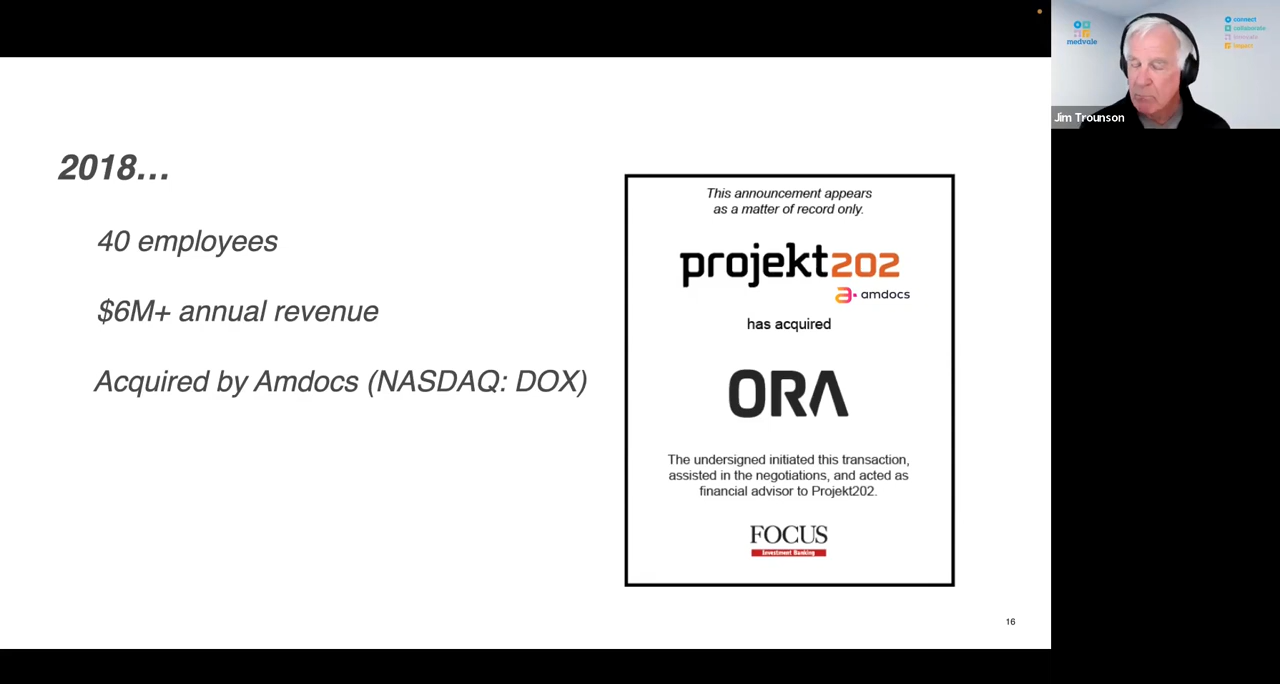 2018...
40 employees
$6M+ annual revenue
Acquired by Amdocs (NASDAQ: DOX)
This announcement appears
as a matter of record only.
projekt202
amdocs
has acquired
ORA
The undersigned initiated this transaction,
assisted in the negotiations, and acted as
financial advisor to Projekt202.
FOCUS
Investment Banking
16
medvale
connect
collaborate
innovate
impact
Jim Trounson